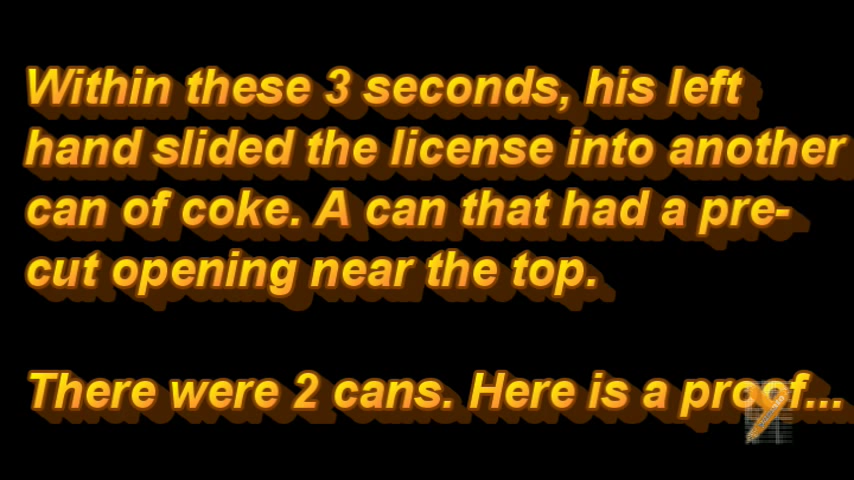 Within these 3 seconds, his left
hand slided the license into another
can of coke. A can that had a pre-
cut opening near the top.
There were 2 cans. Here is a proof...